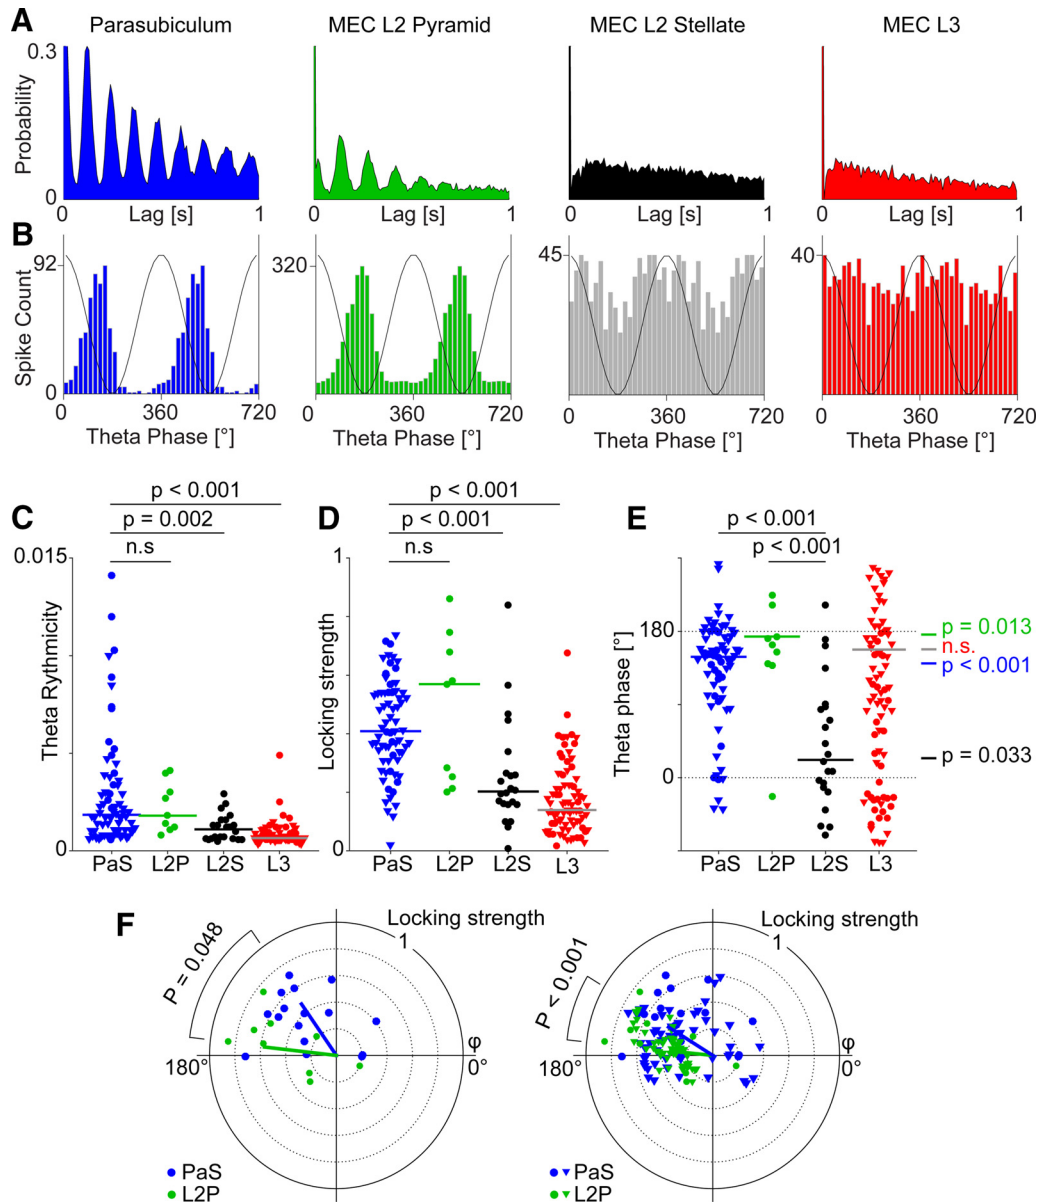 A
Parasubiculum
MEC L2 Pyramid
MEC L2 Stellate
MEC L3
Probability
0.3
0
0
Lag [s]
1
0
Lag [s]
1
0
Lag [s]
1
0
Lag [s]
1
B
Spike Count
92
0
320
45
40
0
360
720
0
360
720
0
360
720
0
360
720
Theta Phase [°]
Theta Phase [°]
Theta Phase [°]
Theta Phase [°]
C
p < 0.001
p = 0.002
n.s
0.015
0
Theta Rythmicity
PaS
L2P
L2S
L3
D
p < 0.001
p < 0.001
n.s
1
0
Locking strength
PaS
L2P
L2S
L3
E
p < 0.001
p < 0.001
180
0
Theta phase [°]
p = 0.013
n.s.
p < 0.001
p = 0.033
PaS
L2P
L2S
L3
F
Locking strength
1
P = 0.048
180°
φ
0°
PaS
L2P
Locking strength
1
P < 0.001
180°
φ
0°
PaS
L2P